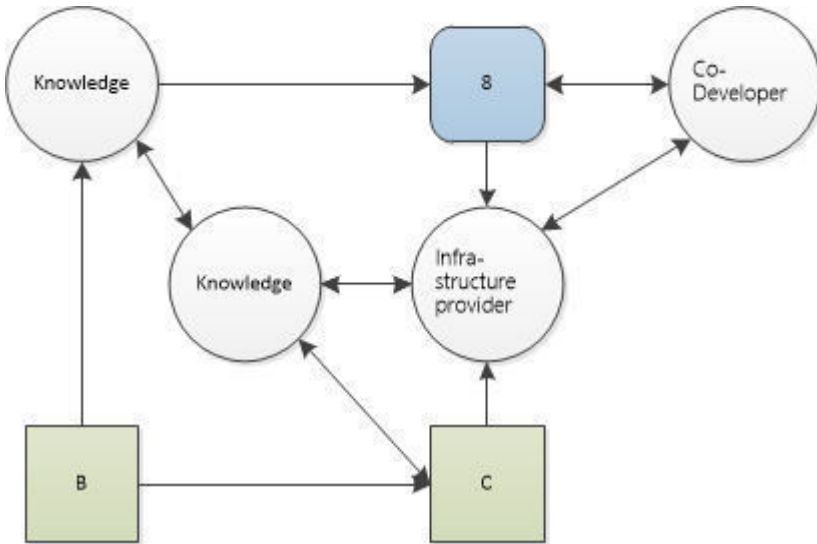 Knowledge
8
Co-
Developer
Knowledge
Infra-
structure
provider
B
C